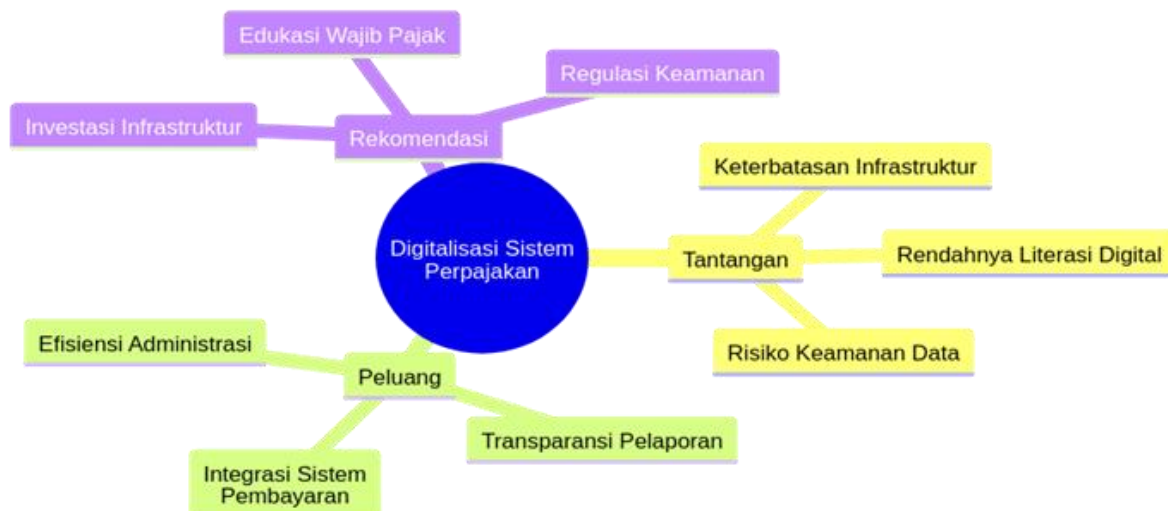 Edukasi Wajib Pajak
Regulasi Keamanan
Investasi Infrastruktur
Rekomendasi
Keterbatasan Infrastruktur
Digitalisasi Sistem
Perpajakan
Tantangan
Rendahnya Literasi Digital
Risiko Keamanan Data
Efisiensi Administrasi
Peluang
Transparansi Pelaporan
Integrasi Sistem
Pembayaran